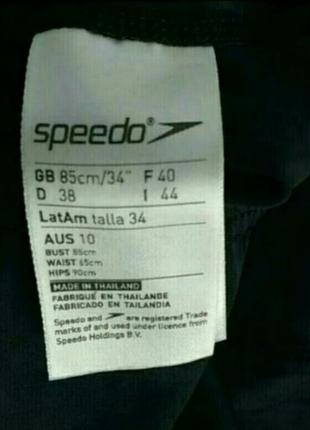 speedo®
GB 85cm/34" F 40
D 38 I 44
LatAm talla 34
AUS 10
BUST 85cm
WAIST 65cm
HIPS 90cm
MADE IN THAILAND
FABRIQUÉ EN THAILANDE
FABRICADO EN TAILANDIA
Speedo and are registered Trade
marks of and used under licence from
Speedo Holdings B.V.